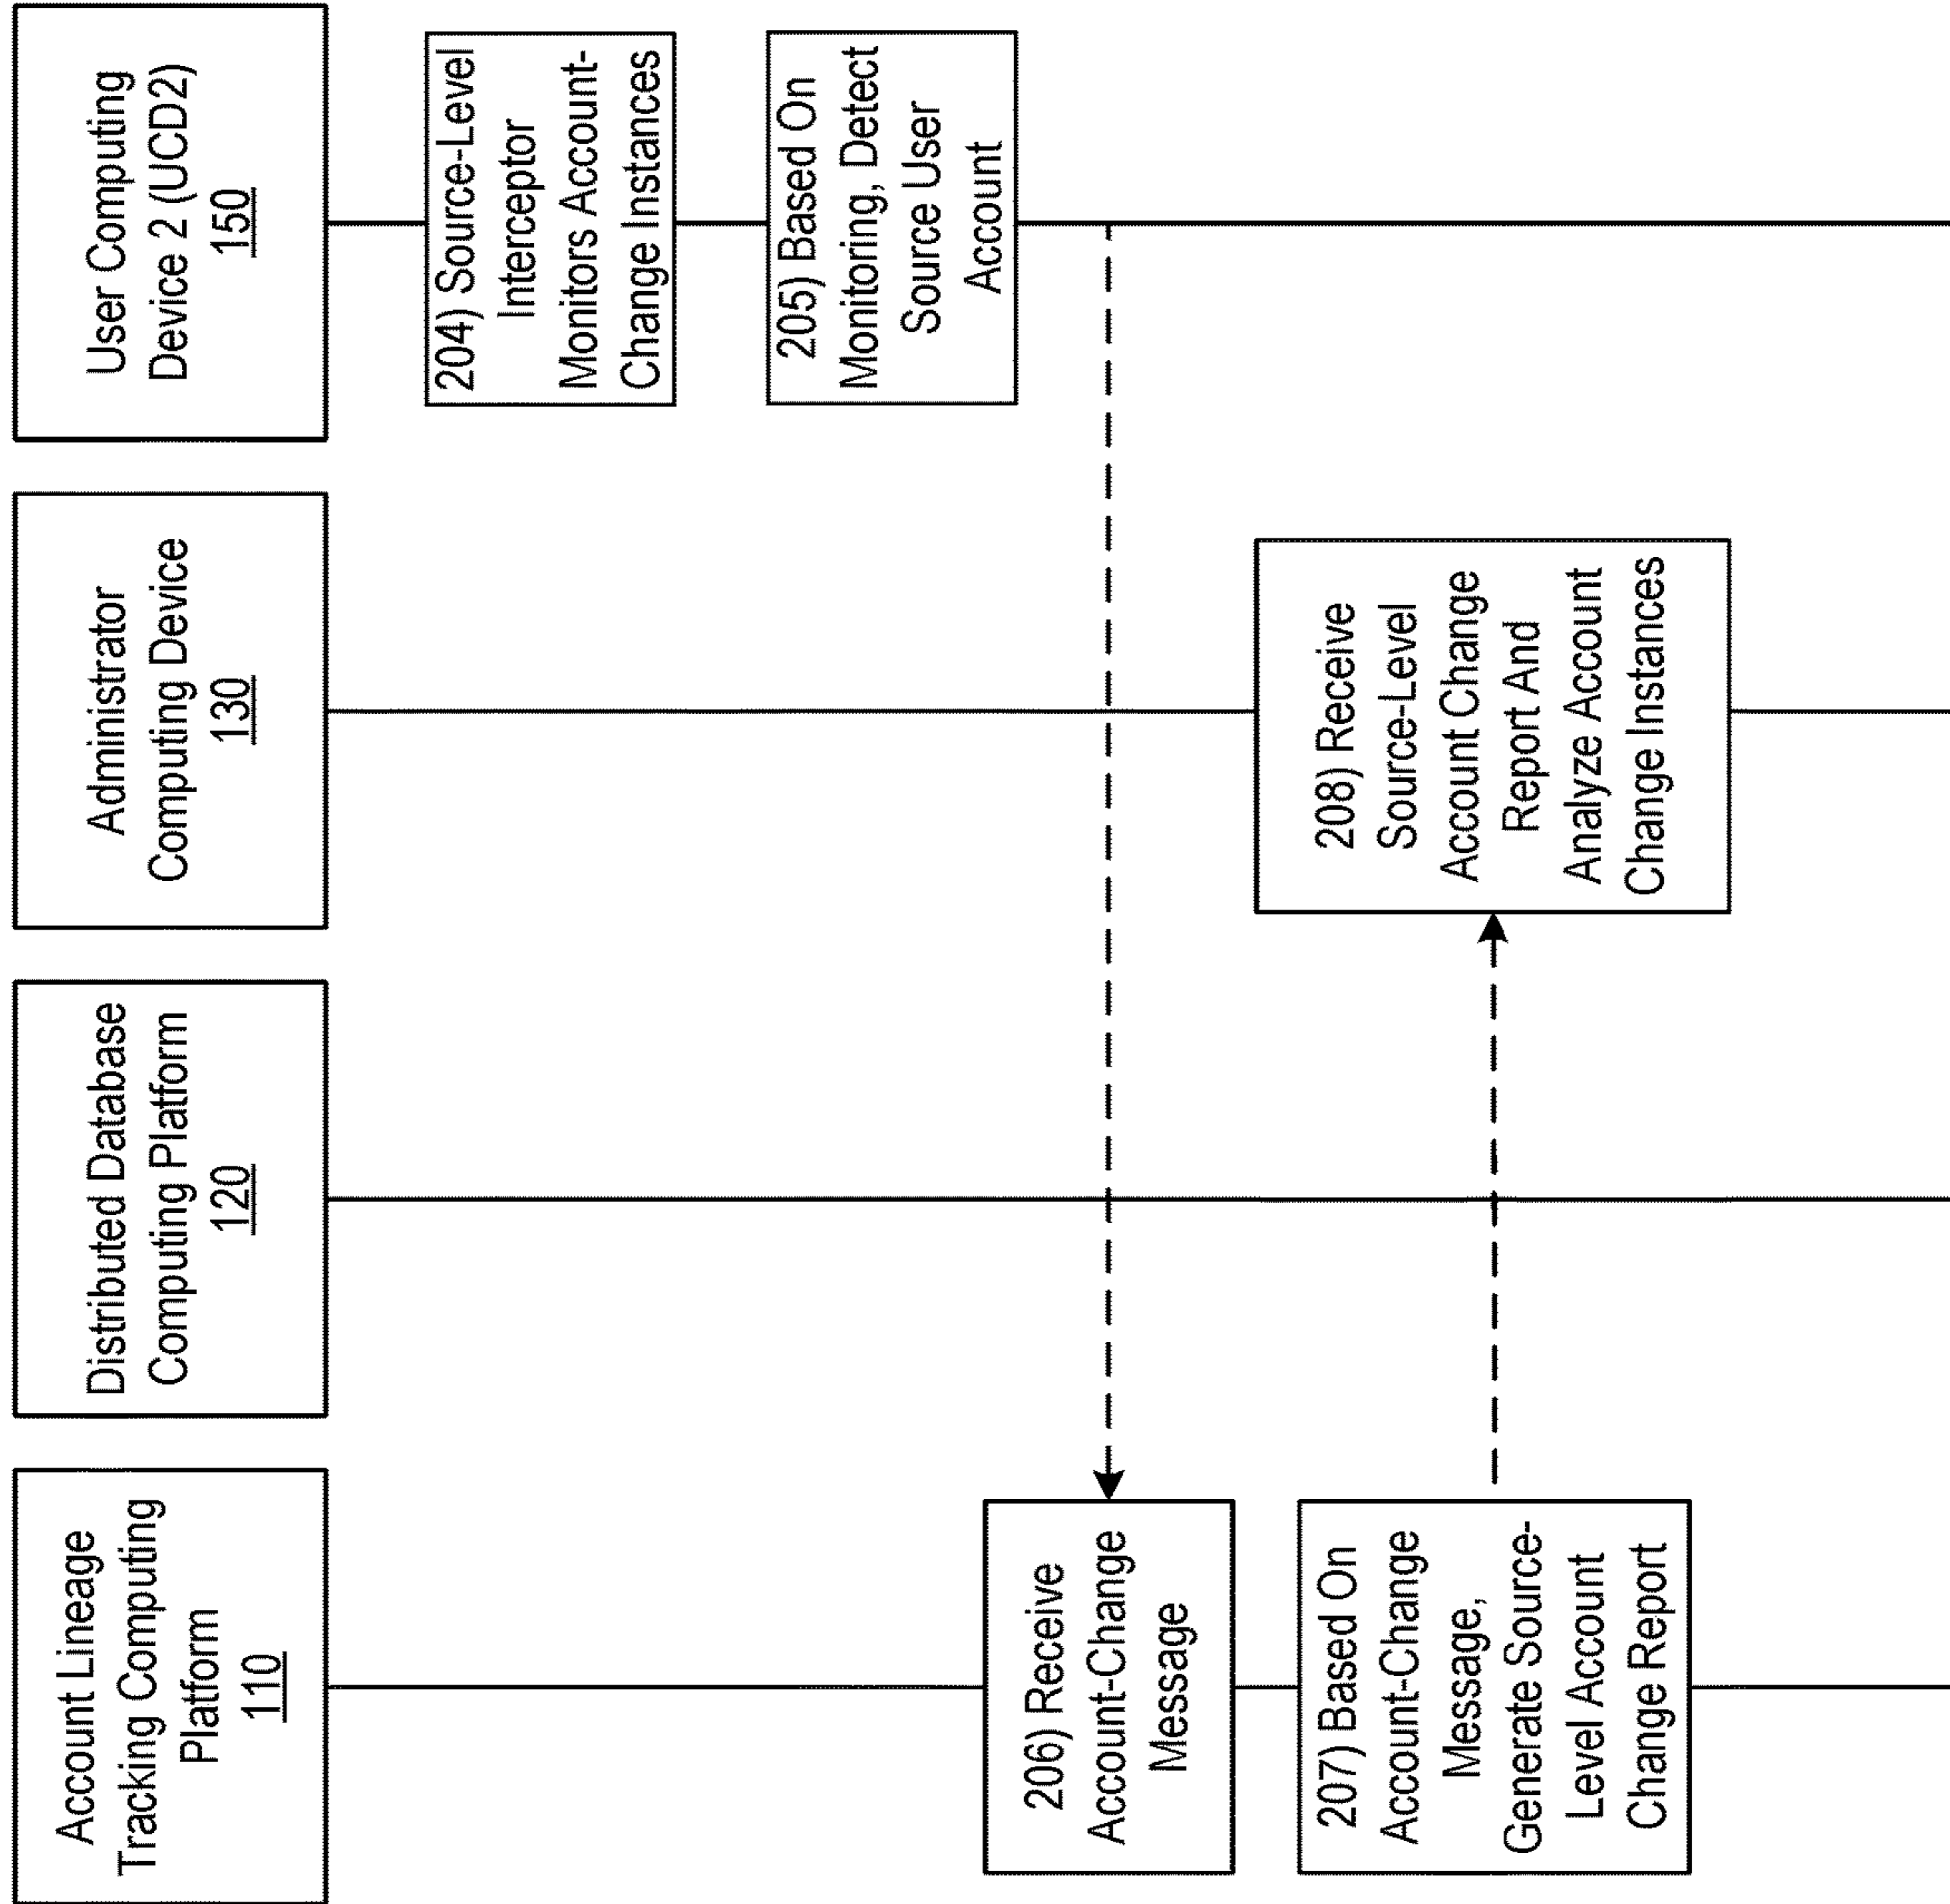 Account Lineage
Tracking Computing
Platform
110
Distributed Database
Computing Platform
120
Administrator
Computing Device
130
User Computing
Device 2 (UCD2)
150
204) Source-Level
Interceptor
Monitors Account-
Change Instances
205) Based On
Monitoring, Detect
Source User
Account
206) Receive
Account-Change
Message
207) Based On
Account-Change
Message,
Generate Source-
Level Account
Change Report
208) Receive
Source-Level
Account Change
Report And
Analyze Account
Change Instances